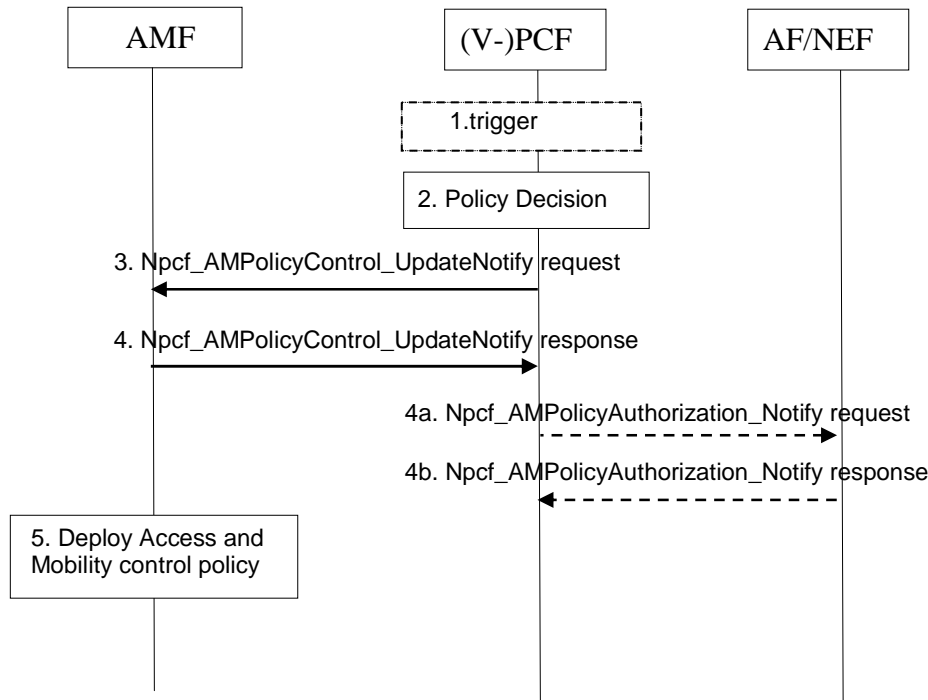 AMF
(V-)PCF
AF/NEF
1.trigger
2. Policy Decision
3. Npcf_AMPolicyControl_UpdateNotify request
4. Npcf_AMPolicyControl_UpdateNotify response
4a. Npcf_AMPolicyAuthorization_Notify request
4b. Npcf_AMPolicyAuthorization_Notify response
5. Deploy Access and
Mobility control policy